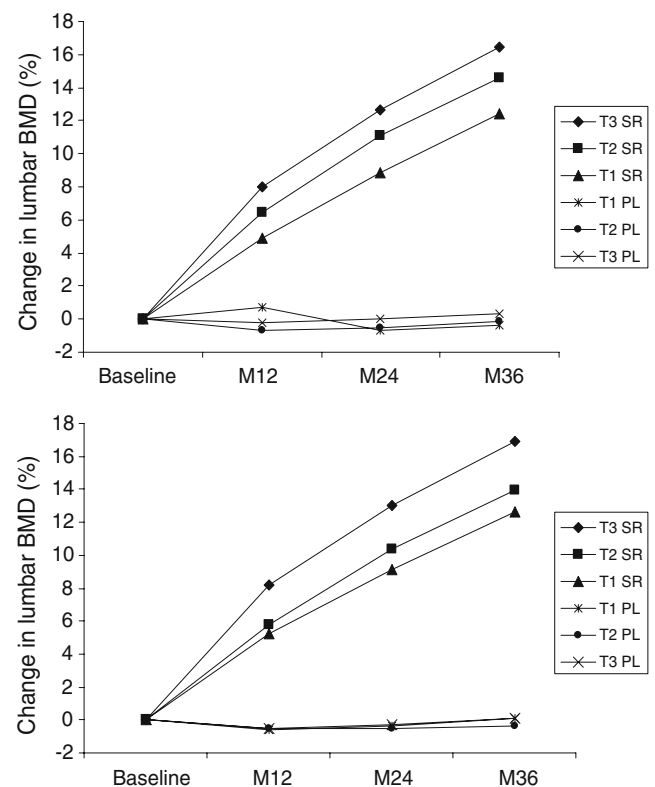 Change in lumbar BMD (%)
18
16
14
12
10
8
6
4
2
0
-2
Baseline M12 M24 M36
T3 SR
T2 SR
T1 SR
T1 PL
T2 PL
T3 PL
Change in lumbar BMD (%)
18
16
14
12
10
8
6
4
2
0
-2
Baseline M12 M24 M36
T3 SR
T2 SR
T1 SR
T1 PL
T2 PL
T3 PL